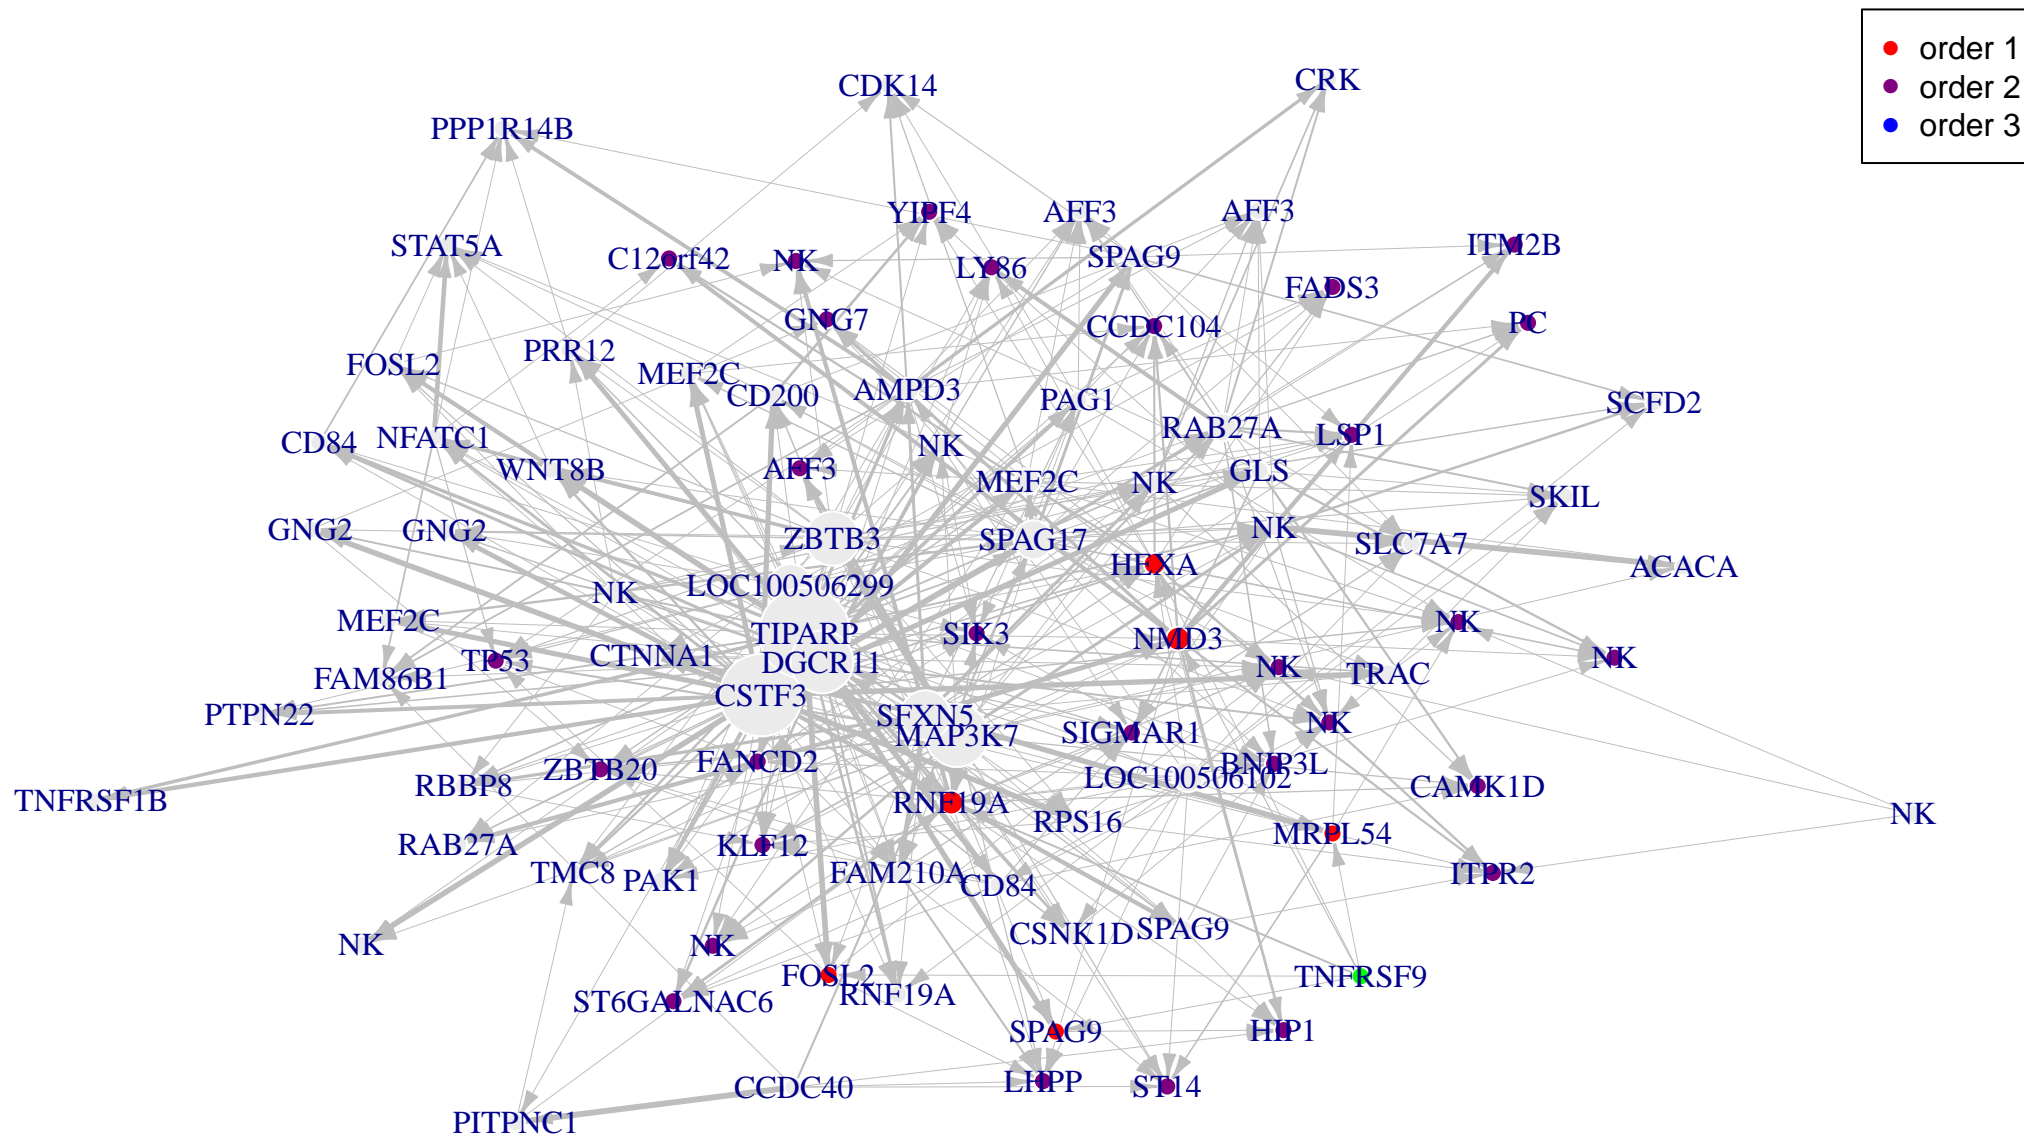 order 1
order 2
order 3
CDK14
CRK
PPP1R14B
YIPF4
AFF3
AFF3
STAT5A
C12orf42
NK
LY86
SPAG9
ITM2B
FADS3
GNG7
CCDC104
PC
FOSL2
PRR12
MEF2C
CD200
AMPD3
PAG1
SCFD2
CD84
NFATC1
WNT8B
NK
RAB27A
LSP1
AFF3
MEF2C
NK
GLS
SKIL
GNG2
GNG2
ZBTB3
SPAG17
NK
SLC7A7
HEXA
ACACA
LOC100506299
NK
MEF2C
TIPARP
SIK3
NMD3
NK
TP53
CTNNA1
DGCR11
NK
TRAC
NK
FAM86B1
CSTF3
PTPN22
SFXN5
MAP3K7
SIGMAR1
NK
FANCD2
ZBTB20
BNIP3L
RBBP8
LOC100506102
CAMK1D
TNFRSF1B
RNF19A
RPS16
NK
MRPL54
RAB27A
KLF12
TMC8
PAK1
FAM210A
CD84
ITPR2
NK
NK
CSNK1D
SPAG9
FOSL2
TNFRSF9
ST6GALNAC6
RNF19A
SPAG9
HIP1
CCDC40
LHPP
ST14
PITPNC1